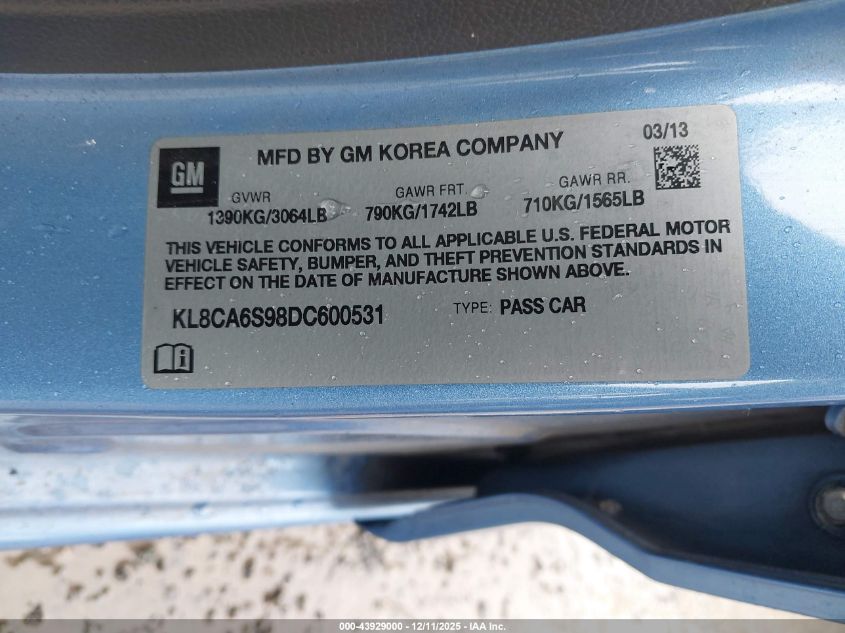 MFD BY GM KOREA COMPANY
03/13
GM
GVWR
1390KG/3064LB
GAWR FRT.
790KG/1742LB
GAWR RR.
710KG/1565LB
THIS VEHICLE CONFORMS TO ALL APPLICABLE U.S. FEDERAL MOTOR
VEHICLE SAFETY, BUMPER, AND THEFT PREVENTION STANDARDS IN
EFFECT ON THE DATE OF MANUFACTURE SHOWN ABOVE.
KL8CA6S98DC600531
TYPE: PASS CAR
000-43929000 - 12/11/2025 - IAA Inc.